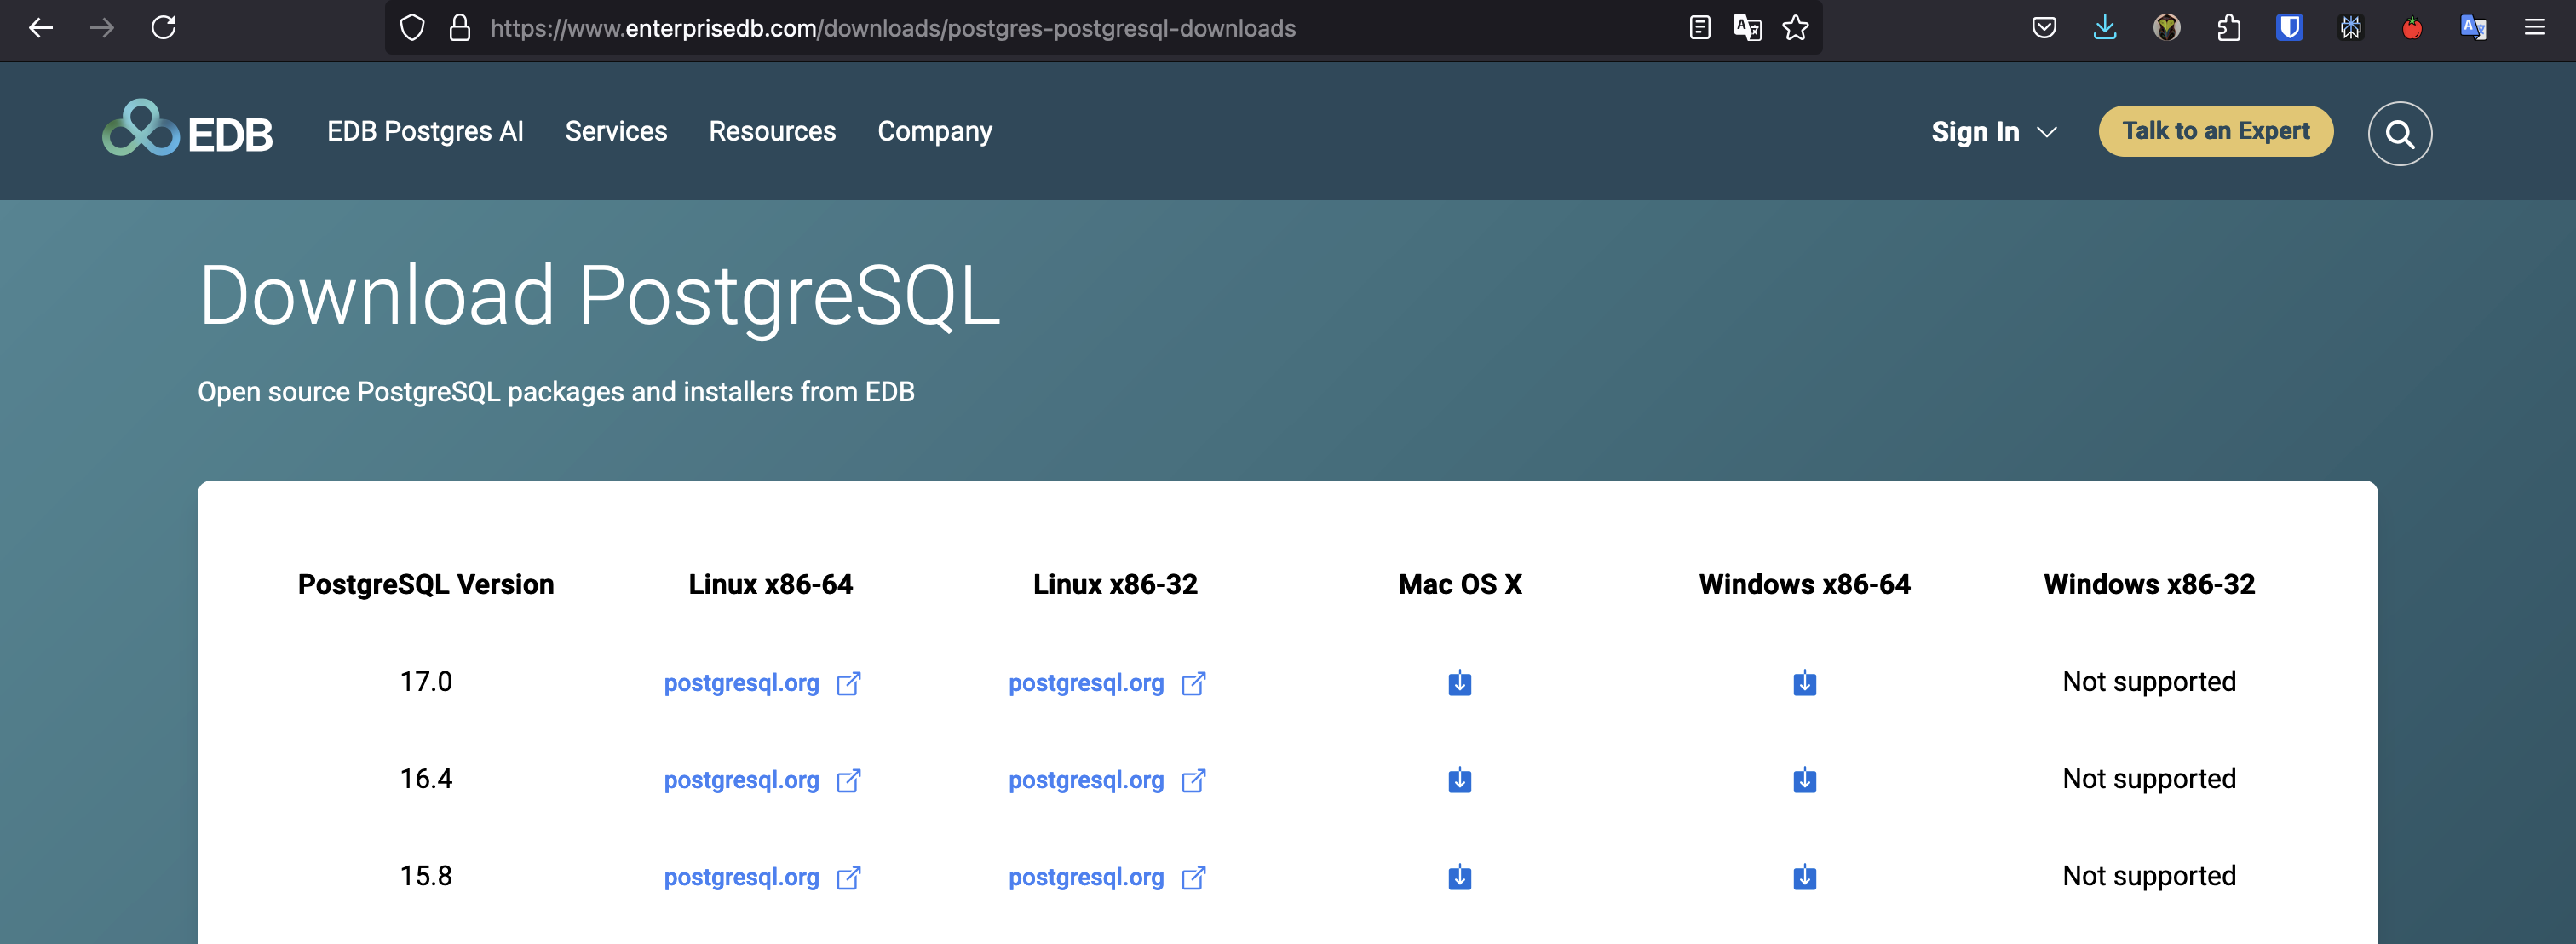 https://www.enterprisedb.com/downloads/postgres-postgresql-downloads
EDB EDB Postgres AI Services Resources Company Sign In Talk to an Expert
Download PostgreSQL
Open source PostgreSQL packages and installers from EDB
PostgreSQL Version Linux x86-64 Linux x86-32 Mac OS X Windows x86-64 Windows x86-32
17.0 postgresql.org postgresql.org Not supported
16.4 postgresql.org postgresql.org Not supported
15.8 postgresql.org postgresql.org Not supported